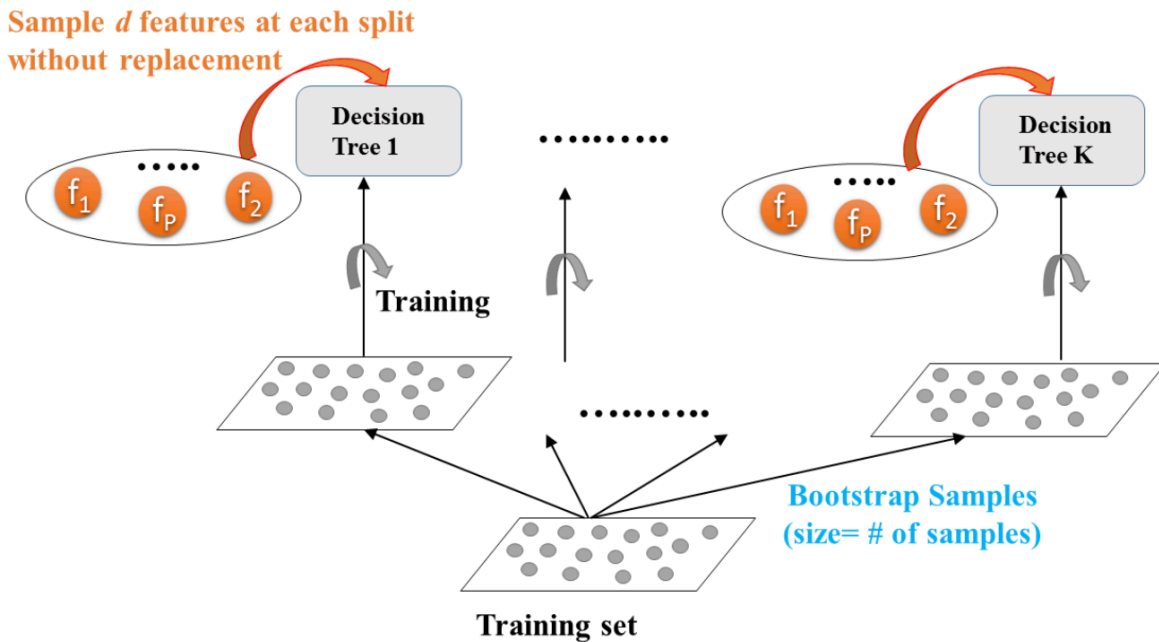 Sample d features at each split
without replacement
Decision
Tree 1
..........
Decision
Tree K
.....
f1
fP
f2
.....
f1
fP
f2
Training
..........
Bootstrap Samples
(size= # of samples)
Training set